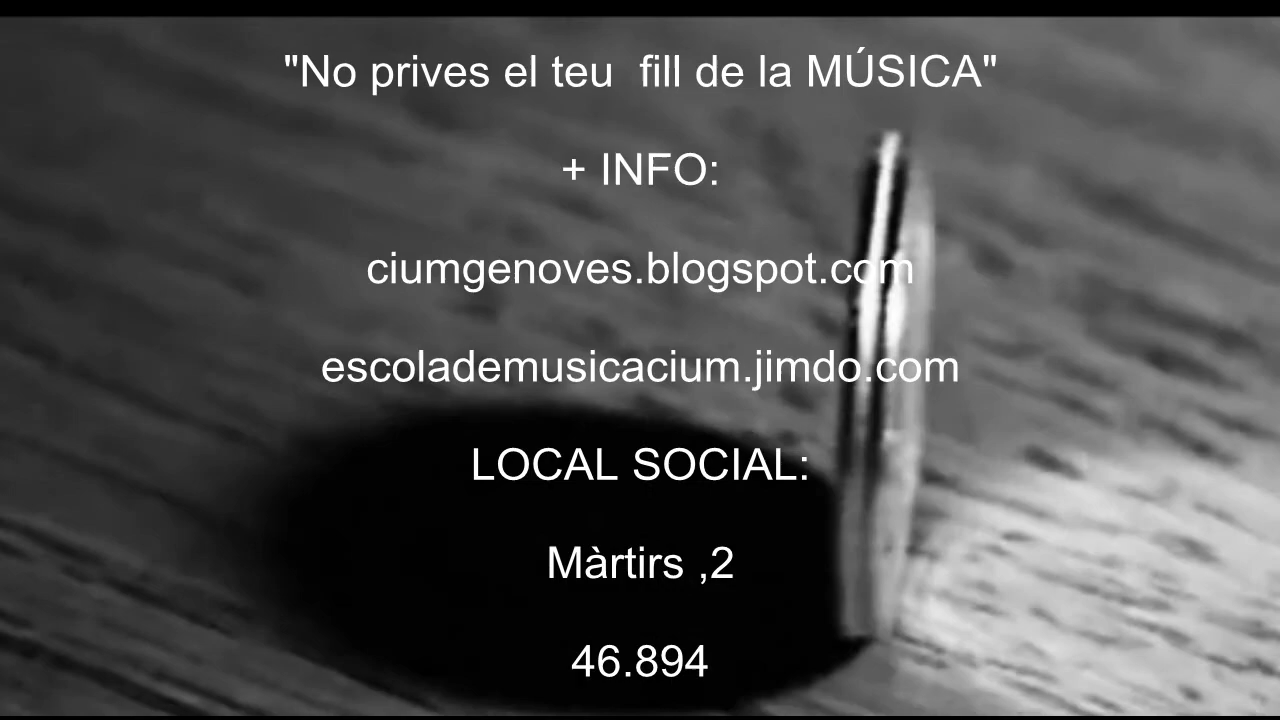 "No prives el teu  fill de la MÚSICA"
+ INFO:
ciumgenoves.blogspot.com
escolademusicacium.jimdo.com
LOCAL SOCIAL:
Màrtirs ,2
46.894